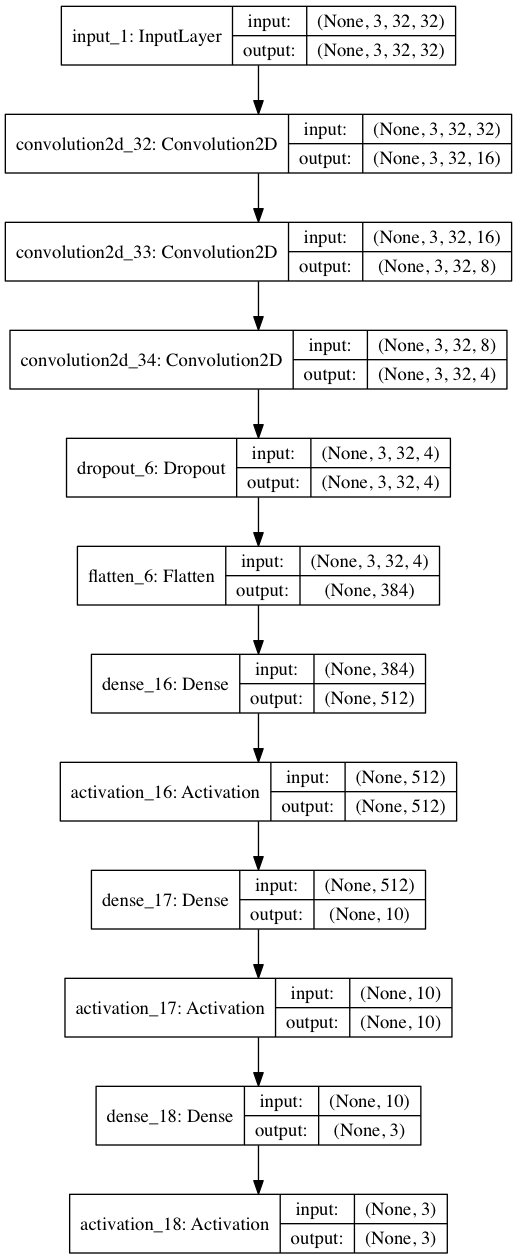 input_1: InputLayer
input:
(None, 3, 32, 32)
output:
(None, 3, 32, 32)
convolution2d_32: Convolution2D
input:
(None, 3, 32, 32)
output:
(None, 3, 32, 16)
convolution2d_33: Convolution2D
input:
(None, 3, 32, 16)
output:
(None, 3, 32, 8)
convolution2d_34: Convolution2D
input:
(None, 3, 32, 8)
output:
(None, 3, 32, 4)
dropout_6: Dropout
input:
(None, 3, 32, 4)
output:
(None, 3, 32, 4)
flatten_6: Flatten
input:
(None, 3, 32, 4)
output:
(None, 384)
dense_16: Dense
input:
(None, 384)
output:
(None, 512)
activation_16: Activation
input:
(None, 512)
output:
(None, 512)
dense_17: Dense
input:
(None, 512)
output:
(None, 10)
activation_17: Activation
input:
(None, 10)
output:
(None, 10)
dense_18: Dense
input:
(None, 10)
output:
(None, 3)
activation_18: Activation
input:
(None, 3)
output:
(None, 3)